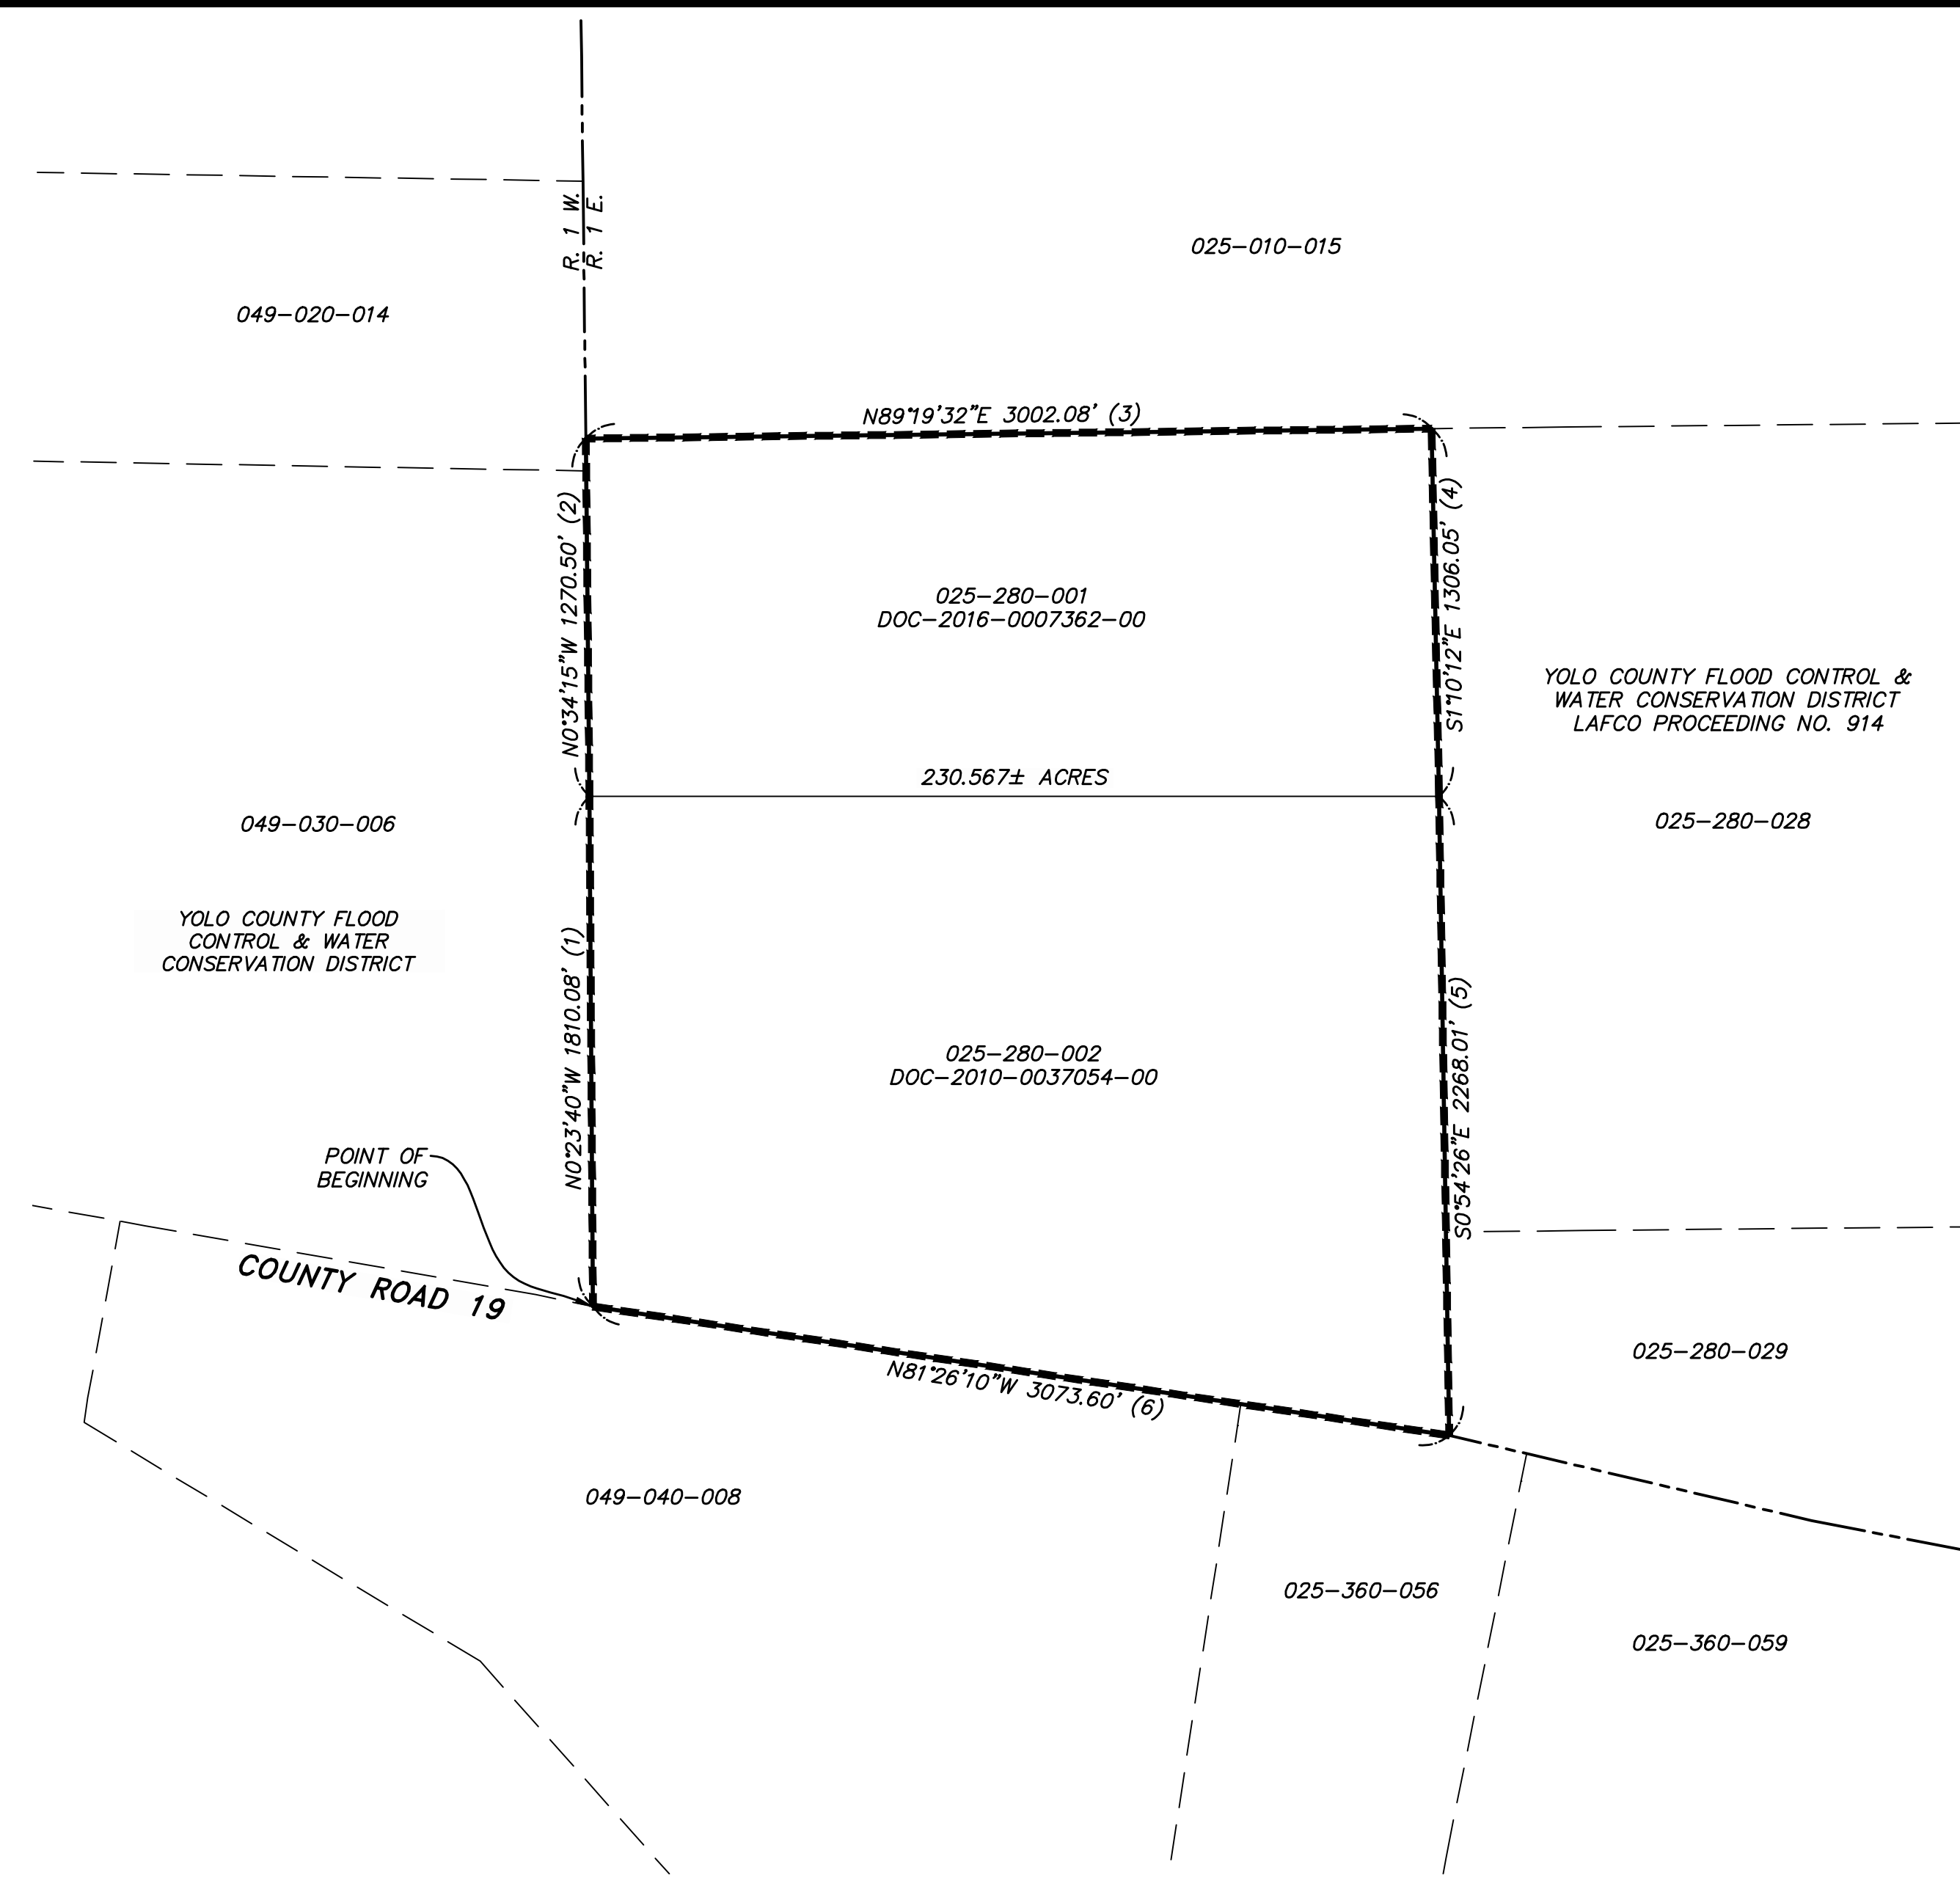 R. 1 W.
R. 1 E.
025-010-015
049-020-014
N89°19'32"E 3002.08' (3)
N0°34'15"W 1270.50' (2)
S1°10'12"E 1306.05' (4)
025-280-001
DOC-2016-0007362-00
YOLO COUNTY FLOOD CONTROL &
WATER CONSERVATION DISTRICT
LAFCO PROCEEDING NO. 914
230.567± ACRES
049-030-006
025-280-028
YOLO COUNTY FLOOD
CONTROL & WATER
CONSERVATION DISTRICT
N0°23'40"W 1810.08' (1)
S0°54'26"E 2268.01' (5)
025-280-002
DOC-2010-0037054-00
POINT OF
BEGINNING
COUNTY ROAD 19
N81°26'10"W 3073.60' (6)
025-280-029
049-040-008
025-360-056
025-360-059